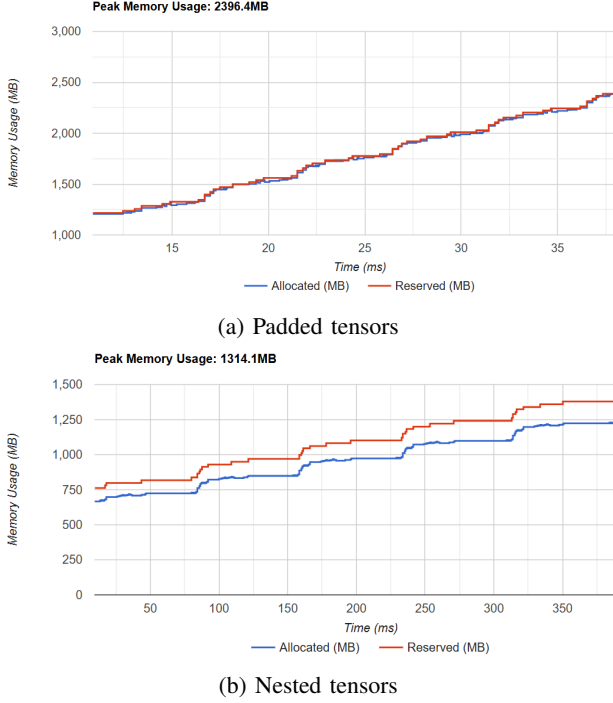 Peak Memory Usage: 2396.4MB
3,000
2,500
2,000
1,500
1,000
Memory Usage (MB)
15 20 25 30 35
Time (ms)
Allocated (MB) Reserved (MB)
(a) Padded tensors
Peak Memory Usage: 1314.1MB
1,500
1,250
1,000
750
500
250
0
Memory Usage (MB)
50 100 150 200 250 300 350
Time (ms)
Allocated (MB) Reserved (MB)
(b) Nested tensors